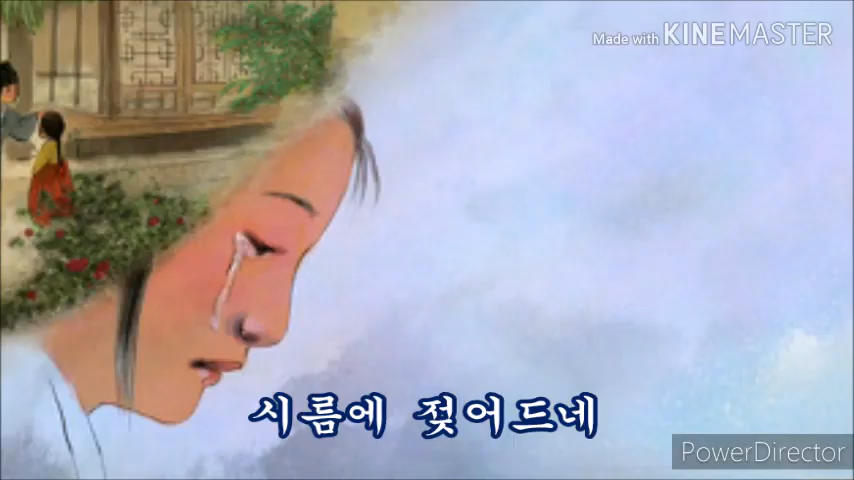 Made with KINEMASTER
시름에 젖어드네
PowerDirector